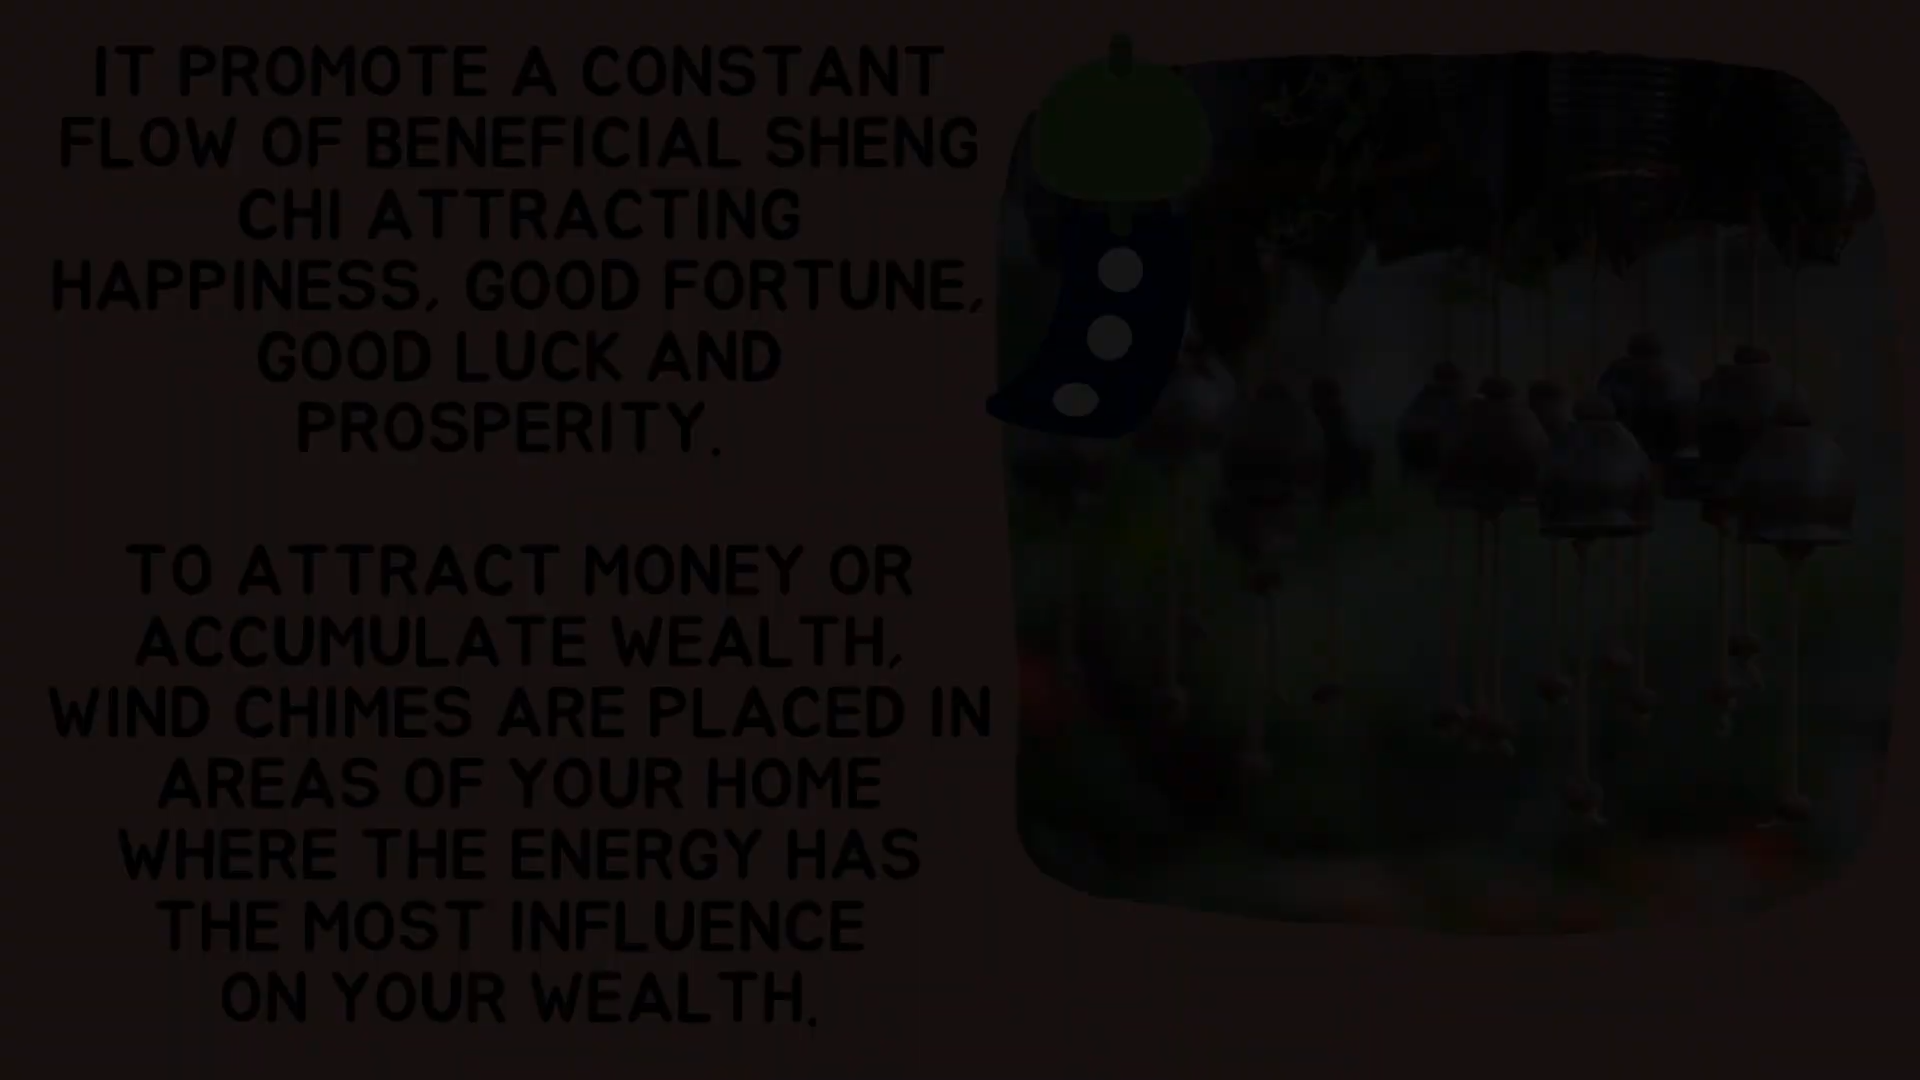 IT PROMOTE A CONSTANT
FLOW OF BENEFICIAL SHENG
CHI ATTRACTING
HAPPINESS, GOOD FORTUNE,
GOOD LUCK AND
PROSPERITY.
TO ATTRACT MONEY OR
ACCUMULATE WEALTH,
WIND CHIMES ARE PLACED IN
AREAS OF YOUR HOME
WHERE THE ENERGY HAS
THE MOST INFLUENCE
ON YOUR WEALTH.